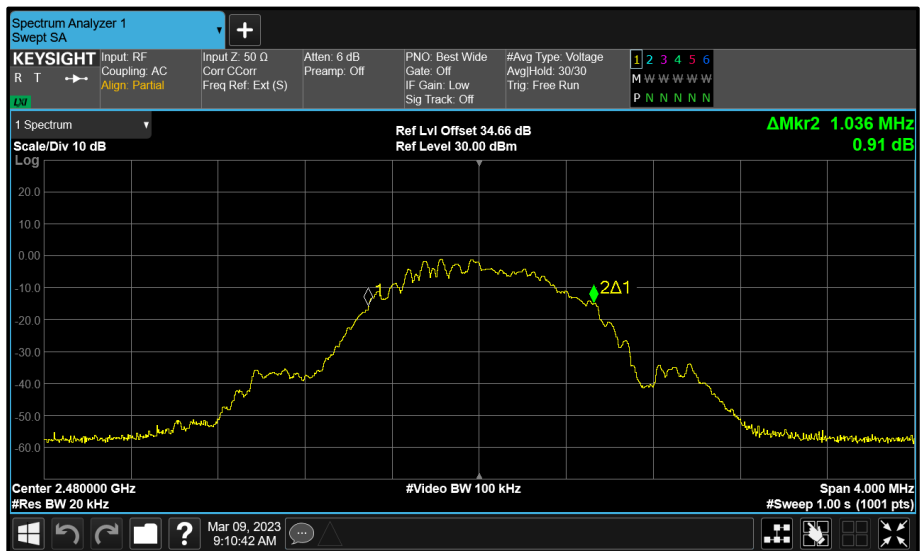 Spectrum Analyzer 1
Swept SA
+
KEYSIGHT
R T
LXI
Input: RF
Coupling: AC
Align: Partial
Input Z: 50 Ω
Corr CCorr
Freq Ref: Ext (S)
Atten: 6 dB
Preamp: Off
PNO: Best Wide
Gate: Off
IF Gain: Low
Sig Track: Off
#Avg Type: Voltage
Avg|Hold: 30/30
Trig: Free Run
1 2 3 4 5 6
M W W W W W
P N N N N N
1 Spectrum
Scale/Div 10 dB
Ref Lvl Offset 34.66 dB
Ref Level 30.00 dBm
ΔMkr2 1.036 MHz
0.91 dB
Log
20.0
10.0
0.00
-10.0
-20.0
-30.0
-40.0
-50.0
-60.0
1
2Δ1
Center 2.480000 GHz
#Res BW 20 kHz
#Video BW 100 kHz
Span 4.000 MHz
#Sweep 1.00 s (1001 pts)
?
Mar 09, 2023
9:10:42 AM